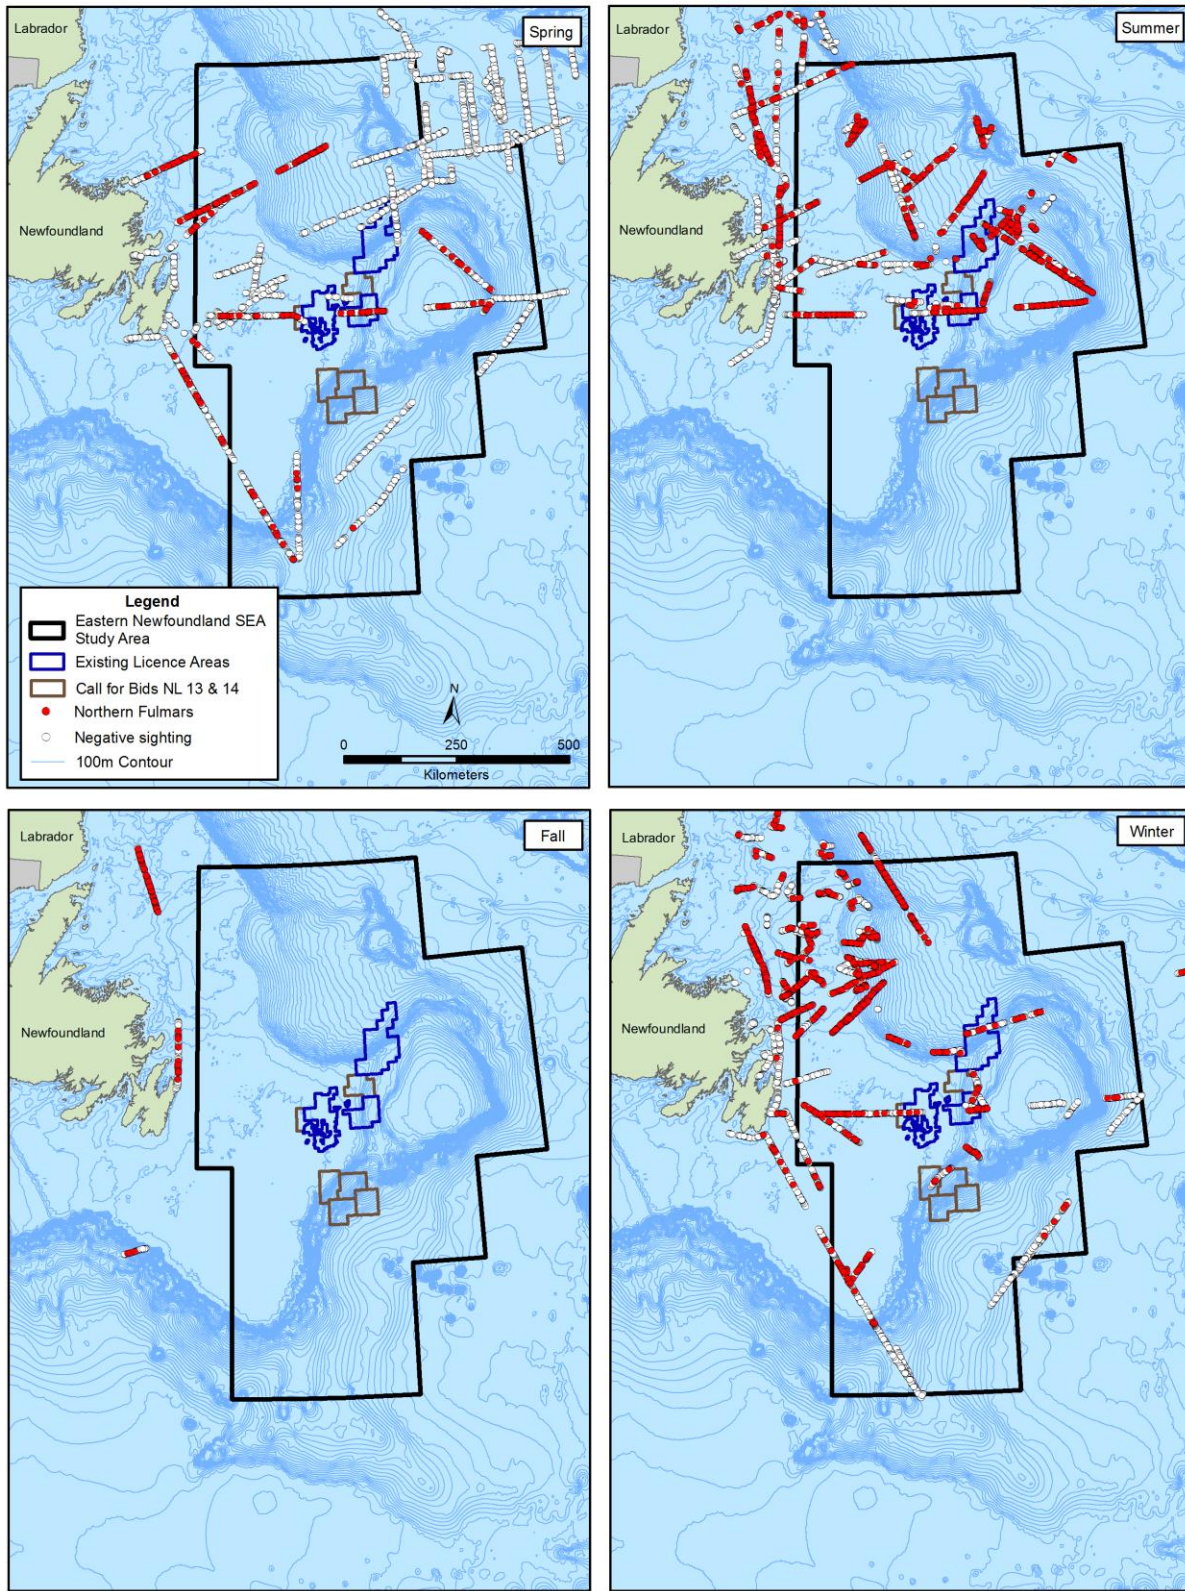 Labrador
Spring
Newfoundland
Legend
Eastern Newfoundland SEA
Study Area
Existing Licence Areas
Call for Bids NL 13 & 14
Northern Fulmars
Negative sighting
100m Contour
N
0 250 500
Kilometers
Labrador
Summer
Newfoundland
Labrador
Fall
Newfoundland
Labrador
Winter
Newfoundland